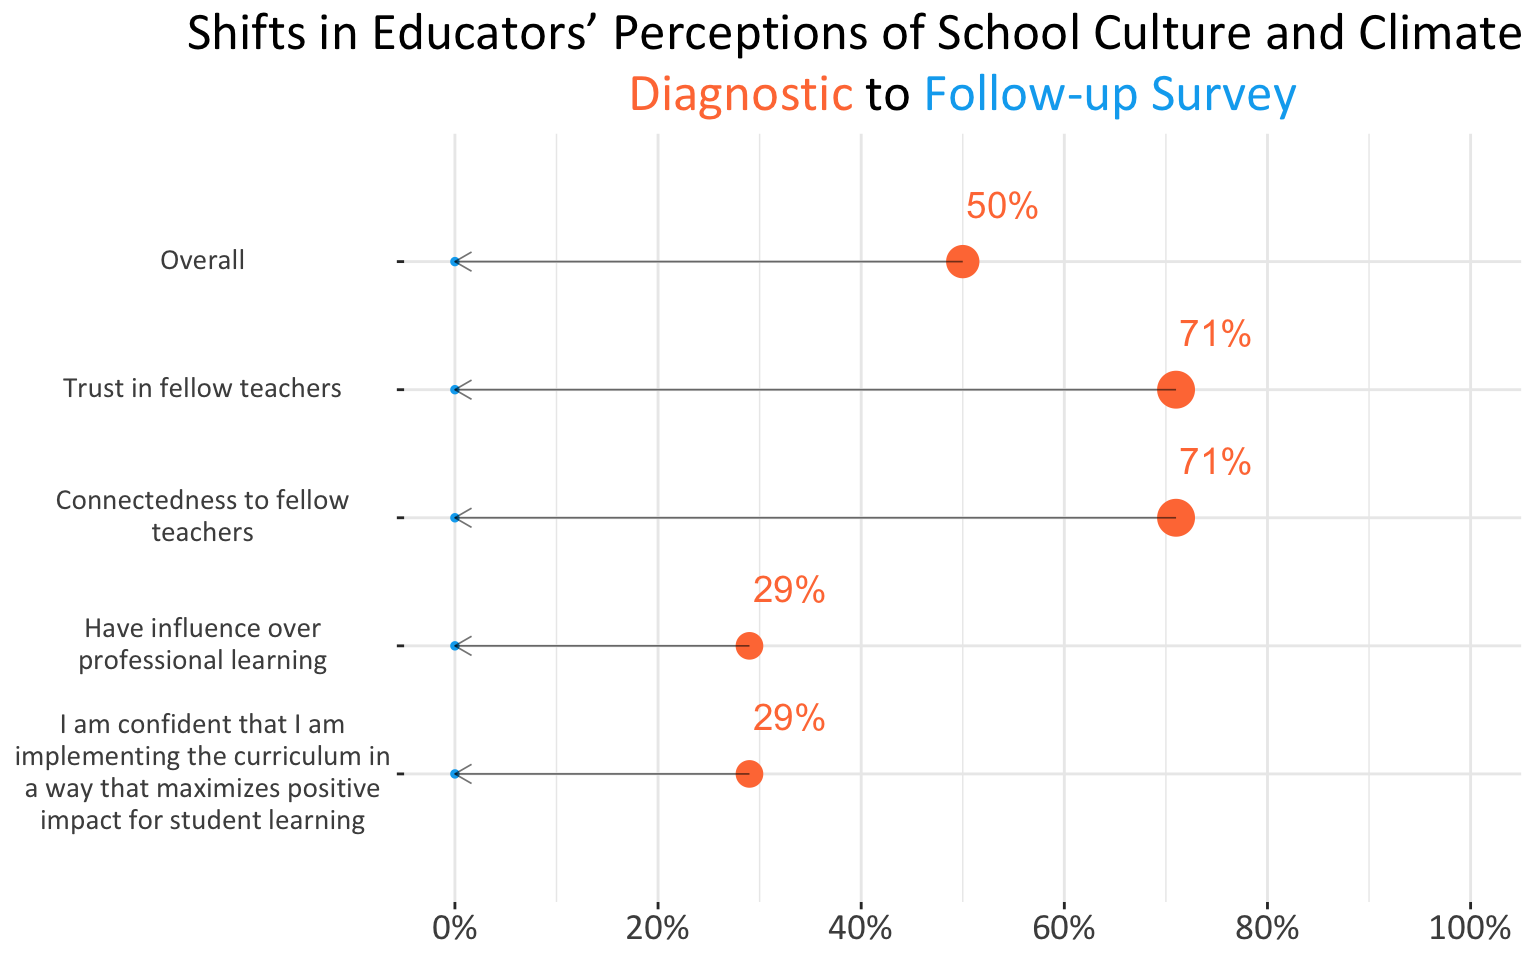 Shifts in Educators’ Perceptions of School Culture and Climate
Diagnostic to Follow-up Survey
50%
Overall
71%
Trust in fellow teachers
71%
Connectedness to fellow
teachers
29%
Have influence over
professional learning
29%
I am confident that I am
implementing the curriculum in
a way that maximizes positive
impact for student learning
0% 20% 40% 60% 80% 100%